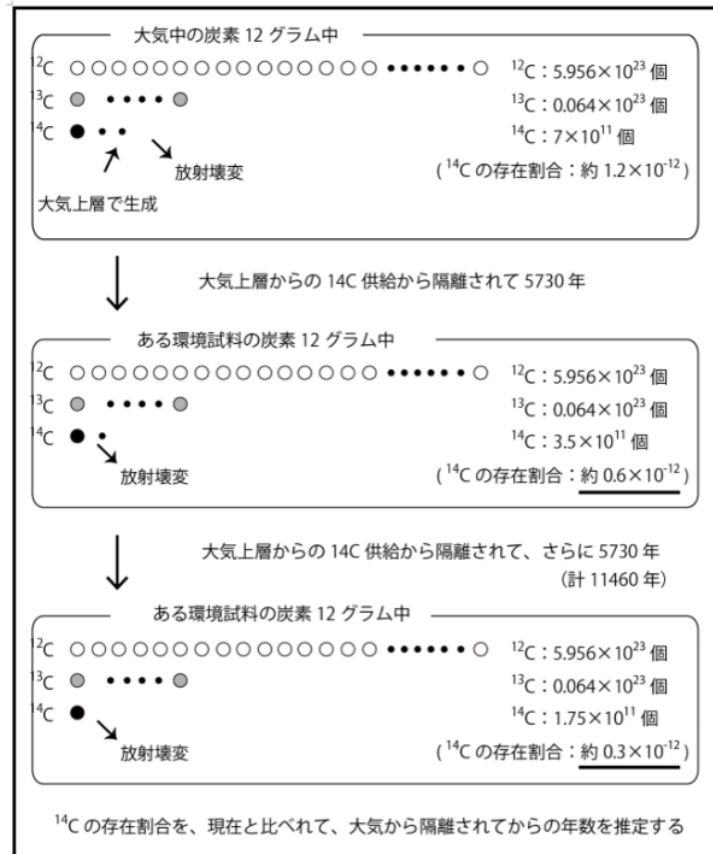 大気中の炭素 12 グラム中
¹²C
¹²C：5.956×10²³ 個
¹³C
¹³C：0.064×10²³ 個
¹⁴C
¹⁴C：7×10¹¹ 個
放射壊変
(¹⁴C の存在割合：約 1.2×10⁻¹²)
大気上層で生成
大気上層からの 14C 供給から隔離されて 5730 年
ある環境試料の炭素 12 グラム中
¹²C
¹²C：5.956×10²³ 個
¹³C
¹³C：0.064×10²³ 個
¹⁴C
¹⁴C：3.5×10¹¹ 個
放射壊変
(¹⁴C の存在割合：約 0.6×10⁻¹²)
大気上層からの 14C 供給から隔離されて、さらに 5730 年
（計 11460 年）
ある環境試料の炭素 12 グラム中
¹²C
¹²C：5.956×10²³ 個
¹³C
¹³C：0.064×10²³ 個
¹⁴C
¹⁴C：1.75×10¹¹ 個
放射壊変
(¹⁴C の存在割合：約 0.3×10⁻¹²)
¹⁴C の存在割合を、現在と比べれて、大気から隔離されてからの年数を推定する